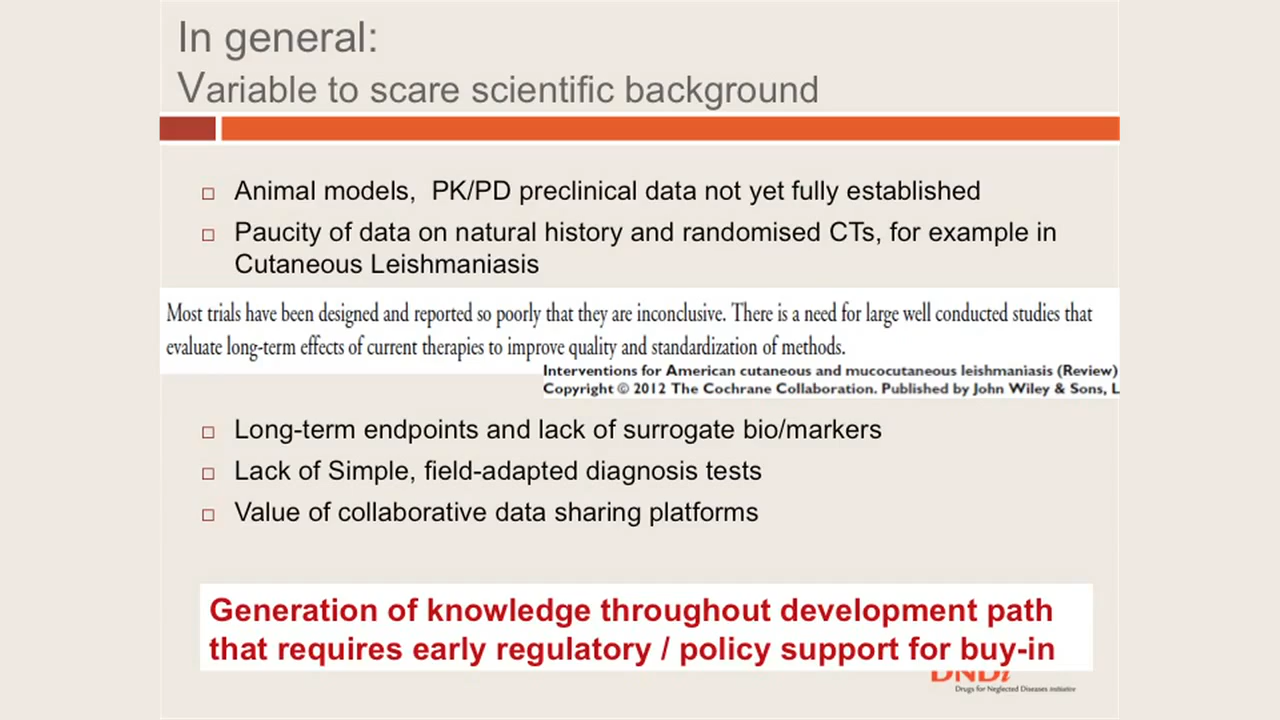 In general:
Variable to scare scientific background
Animal models, PK/PD preclinical data not yet fully established
Paucity of data on natural history and randomised CTs, for example in
Cutaneous Leishmaniasis
Most trials have been designed and reported so poorly that they are inconclusive. There is a need for large well conducted studies that
evaluate long-term effects of current therapies to improve quality and standardization of methods.
Interventions for American cutaneous and mucocutaneous leishmaniasis (Review)
Copyright © 2012 The Cochrane Collaboration. Published by John Wiley & Sons, L
Long-term endpoints and lack of surrogate bio/markers
Lack of Simple, field-adapted diagnosis tests
Value of collaborative data sharing platforms
Generation of knowledge throughout development path
that requires early regulatory / policy support for buy-in
DNDi
Drugs for Neglected Diseases initiative